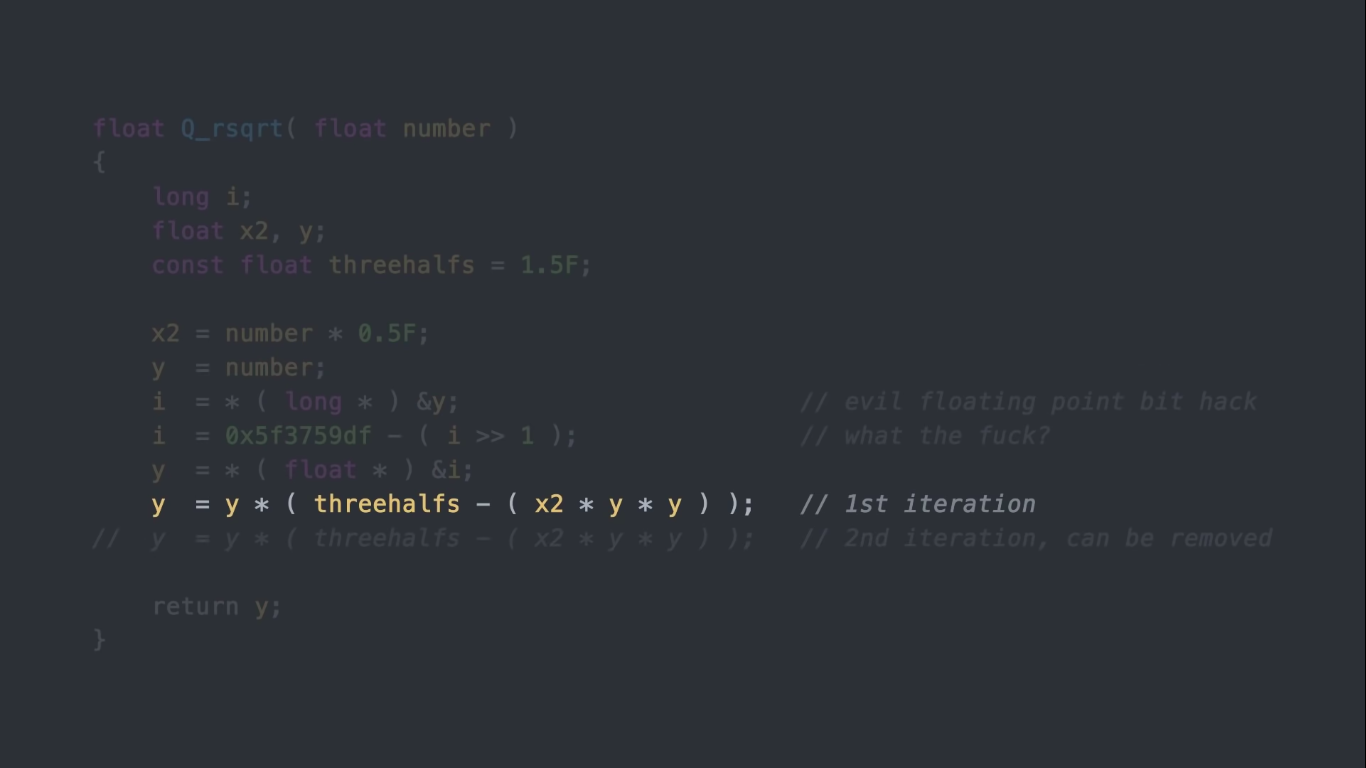 float Q_rsqrt( float number )
{
    long i;
    float x2, y;
    const float threehalfs = 1.5F;

    x2 = number * 0.5F;
    y  = number;
    i  = * ( long * ) &y;                       // evil floating point bit hack
    i  = 0x5f3759df - ( i >> 1 );               // what the fuck?
    y  = * ( float * ) &i;
    y  = y * ( threehalfs - ( x2 * y * y ) );   // 1st iteration
//  y  = y * ( threehalfs - ( x2 * y * y ) );   // 2nd iteration, can be removed

    return y;
}